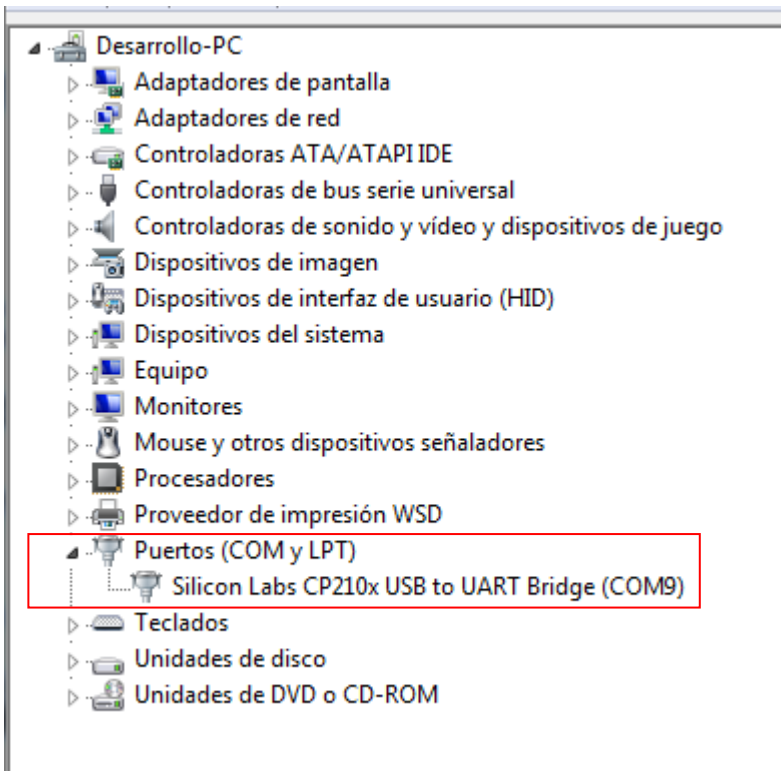 Desarrollo-PC
Adaptadores de pantalla
Adaptadores de red
Controladoras ATA/ATAPI IDE
Controladoras de bus serie universal
Controladoras de sonido y vídeo y dispositivos de juego
Dispositivos de imagen
Dispositivos de interfaz de usuario (HID)
Dispositivos del sistema
Equipo
Monitores
Mouse y otros dispositivos señaladores
Procesadores
Proveedor de impresión WSD
Puertos (COM y LPT)
Silicon Labs CP210x USB to UART Bridge (COM9)
Teclados
Unidades de disco
Unidades de DVD o CD-ROM